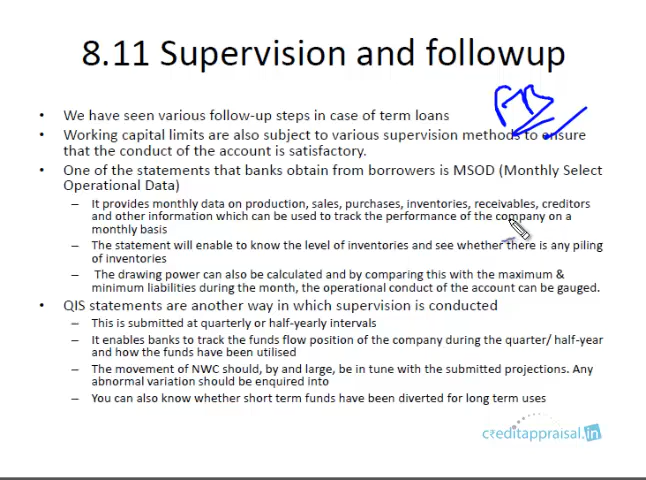 8.11 Supervision and followup
• We have seen various follow-up steps in case of term loans
• Working capital limits are also subject to various supervision methods to ensure
that the conduct of the account is satisfactory.
• One of the statements that banks obtain from borrowers is MSOD (Monthly Select
Operational Data)
– It provides monthly data on production, sales, purchases, inventories, receivables, creditors
and other information which can be used to track the performance of the company on a
monthly basis
– The statement will enable to know the level of inventories and see whether there is any piling
of inventories
– The drawing power can also be calculated and by comparing this with the maximum &
minimum liabilities during the month, the operational conduct of the account can be gauged.
• QIS statements are another way in which supervision is conducted
– This is submitted at quarterly or half-yearly intervals
– It enables banks to track the funds flow position of the company during the quarter/ half-year
and how the funds have been utilised
– The movement of NWC should, by and large, be in tune with the submitted projections. Any
abnormal variation should be enquired into
– You can also know whether short term funds have been diverted for long term uses
creditappraisal.in